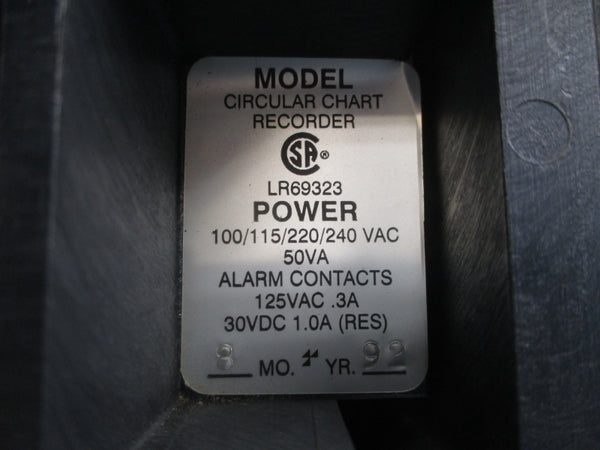 MODEL
CIRCULAR CHART
RECORDER
CSA ®
LR69323
POWER
100/115/220/240 VAC
50VA
ALARM CONTACTS
125VAC .3A
30VDC 1.0A (RES)
8 MO. YR. 92